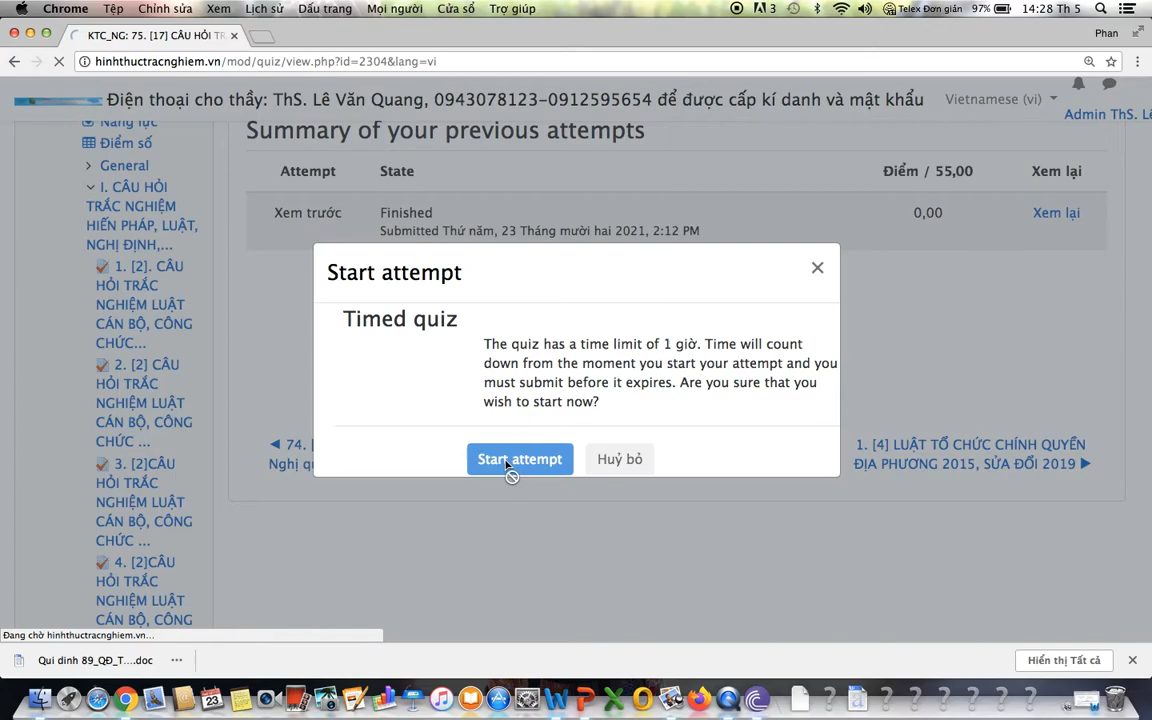 Chrome Tệp Chỉnh sửa Xem Lịch sử Dấu trang Mọi người Cửa sổ Trợ giúp 3 Telex Đơn giản 97% 14:28 Th 5
KTC_NG: 75. [17] CÂU HỎI TR Phan
hinhthuctracnghiem.vn/mod/quiz/view.php?id=2304&lang=vi
Điện thoại cho thầy: ThS. Lê Văn Quang, 0943078123-0912595654 để được cấp kí danh và mật khẩu Vietnamese (vi)
Admin ThS. Lê
Năng lực
Điểm số
General
I. CÂU HỎI
TRẮC NGHIỆM
HIẾN PHÁP, LUẬT,
NGHỊ ĐỊNH,...
1. [2]. CÂU
HỎI TRẮC
NGHIỆM LUẬT
CÁN BỘ, CÔNG
CHỨC...
2. [2] CÂU
HỎI TRẮC
NGHIỆM LUẬT
CÁN BỘ, CÔNG
CHỨC ...
3. [2]CÂU
HỎI TRẮC
NGHIỆM LUẬT
CÁN BỘ, CÔNG
CHỨC ...
4. [2]CÂU
HỎI TRẮC
NGHIỆM LUẬT
CÁN BỘ, CÔNG
Summary of your previous attempts
Attempt State Điểm / 55,00 Xem lại
Xem trước Finished 0,00 Xem lại
Submitted Thứ năm, 23 Tháng mười hai 2021, 2:12 PM
Start attempt
Timed quiz
The quiz has a time limit of 1 giờ. Time will count
down from the moment you start your attempt and you
must submit before it expires. Are you sure that you
wish to start now?
Start attempt Huỷ bỏ
◄ 74. [
Nghị qu
1. [4] LUẬT TỔ CHỨC CHÍNH QUYỀN
ĐỊA PHƯƠNG 2015, SỬA ĐỔI 2019 ►
Đang chờ hinhthuctracnghiem.vn...
Qui dinh 89_QĐ_T....doc Hiển thị Tất cả
23